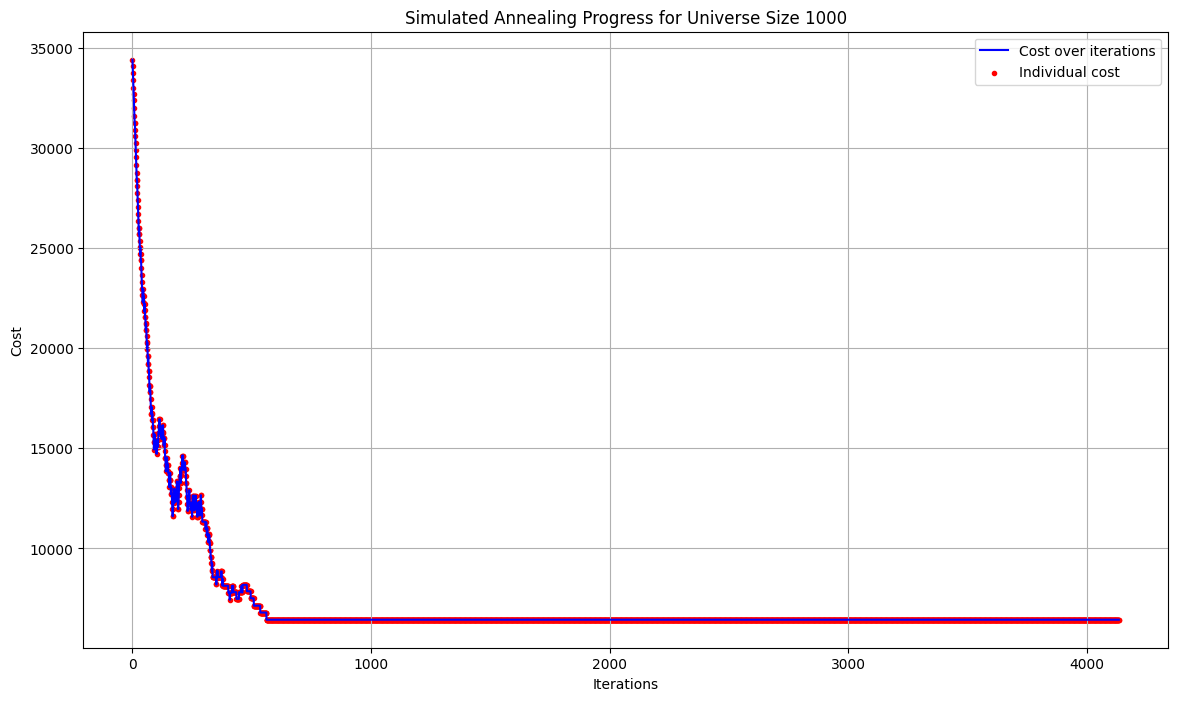 Simulated Annealing Progress for Universe Size 1000
Cost over iterations
Individual cost
35000
30000
25000
20000
15000
10000
Cost
0
1000
2000
3000
4000
Iterations